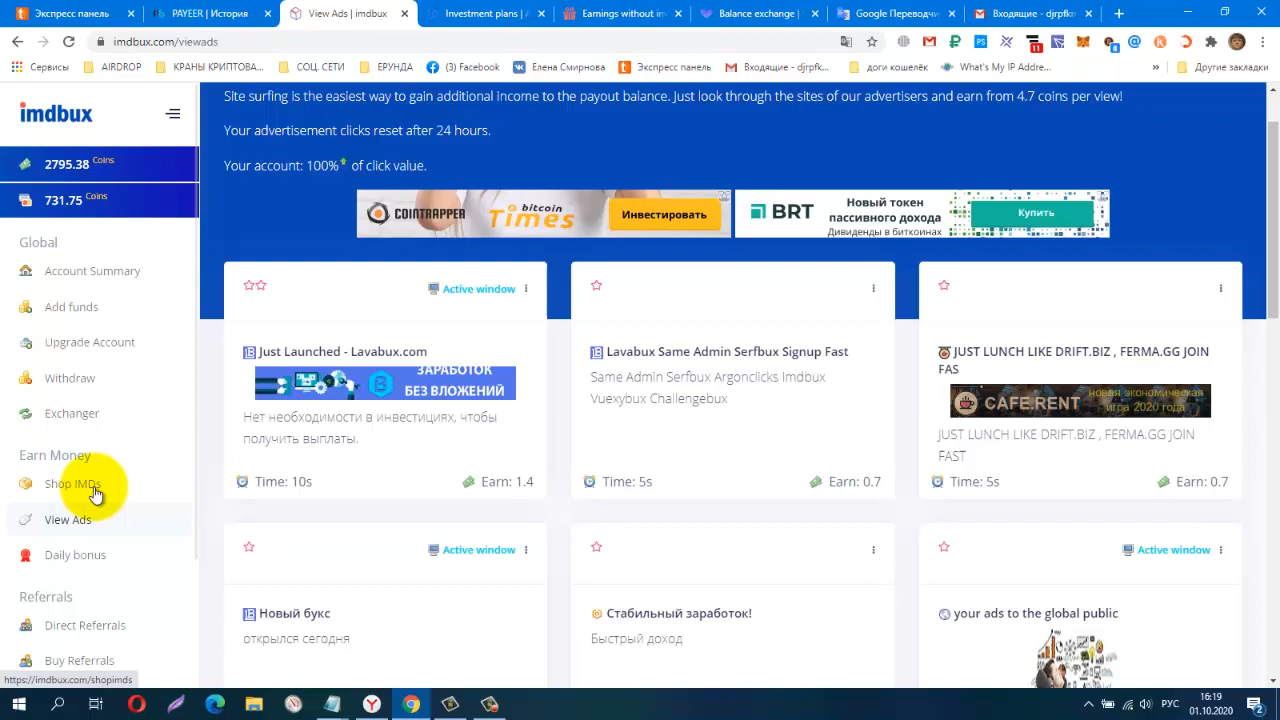 Экспресс панель
PAYEER | История
View Ads | imdbux
Investment plans | A
Earnings without in
Balance exchange |
Google Переводчи
Входящие - djrpfkm
imdbux.com/viewads
11
8
Сервисы
AIRDROP
КРАНЫ КРИПТОВА...
СОЦ. СЕТИ
ЕРУНДА
(3) Facebook
Елена Смирнова
Экспресс панель
Входящие - djrpfk...
доги кошелёк
What's My IP Addre...
»
Другие закладки
imdbux
2795.38 Coins
731.75 Coins
Global
Account Summary
Add funds
Upgrade Account
Withdraw
Exchanger
Earn Money
Shop IMDs
View Ads
Daily bonus
Referrals
Direct Referrals
Buy Referrals
https://imdbux.com/shopimds
Site surfing is the easiest way to gain additional income to the payout balance. Just look through the sites of our advertisers and earn from 4.7 coins per view!
Your advertisement clicks reset after 24 hours.
Your account: 100% of click value.
COINTRAPPER
bitcoin
Times
Инвестировать
BRT
Новый токен
пассивного дохода
Дивиденды в биткоинах
Купить
Active window
Just Launched - Lavabux.com
ЗАРАБОТОК
БЕЗ ВЛОЖЕНИЙ
Нет необходимости в инвестициях, чтобы
получить выплаты.
Time: 10s
Earn: 1.4
Lavabux Same Admin Serfbux Signup Fast
Same Admin Serfbux Argonclicks Imdbux
Vuexybux Challengebux
Time: 5s
Earn: 0.7
JUST LUNCH LIKE DRIFT.BIZ , FERMA.GG JOIN
FAS
CAFE.RENT
новая экономическая
игра 2020 года
JUST LUNCH LIKE DRIFT.BIZ , FERMA.GG JOIN
FAST
Time: 5s
Earn: 0.7
Active window
Новый букс
открылся сегодня
Стабильный заработок!
Быстрый доход
Active window
your ads to the global public
РУС
16:19
01.10.2020
2